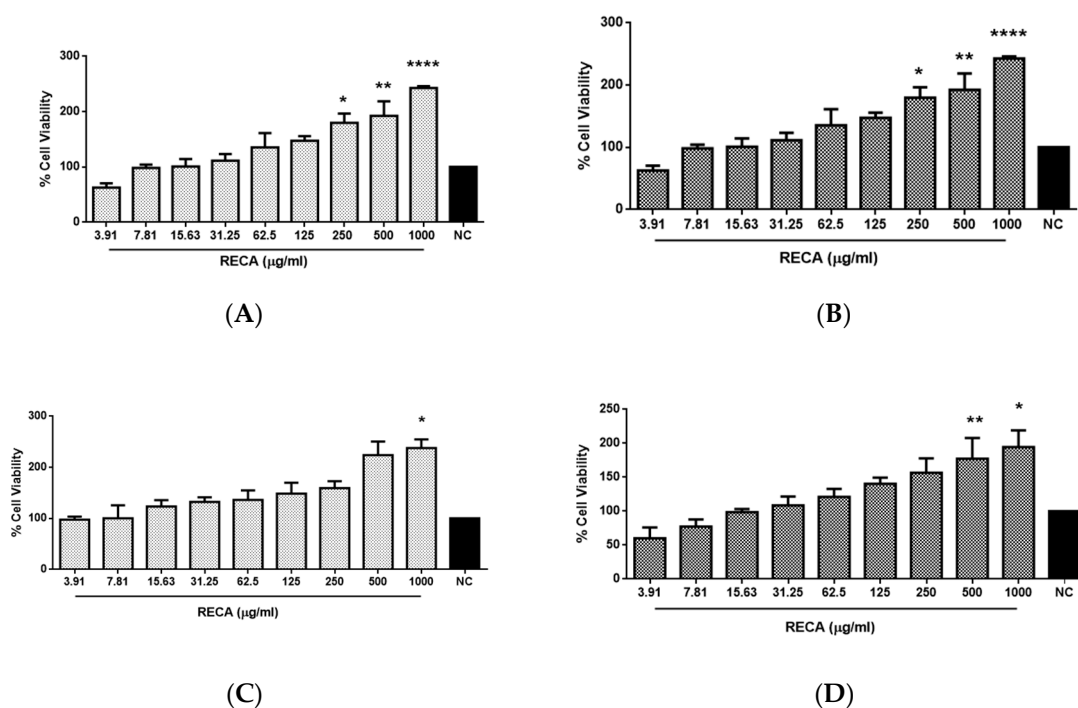 300
200
100
0
% Cell Viability
* ** ****
3.91 7.81 15.63 31.25 62.5 125 250 500 1000 NC
RECA (µg/ml)
(A)
300
200
100
0
% Cell Viability
* ** ****
3.91 7.81 15.63 31.25 62.5 125 250 500 1000 NC
RECA (µg/ml)
(B)
300
200
100
0
% Cell Viability
*
3.91 7.81 15.63 31.25 62.5 125 250 500 1000 NC
RECA (µg/ml)
(C)
250
200
150
100
50
0
% Cell Viability
** *
3.91 7.81 15.63 31.25 62.5 125 250 500 1000 NC
RECA (µg/ml)
(D)